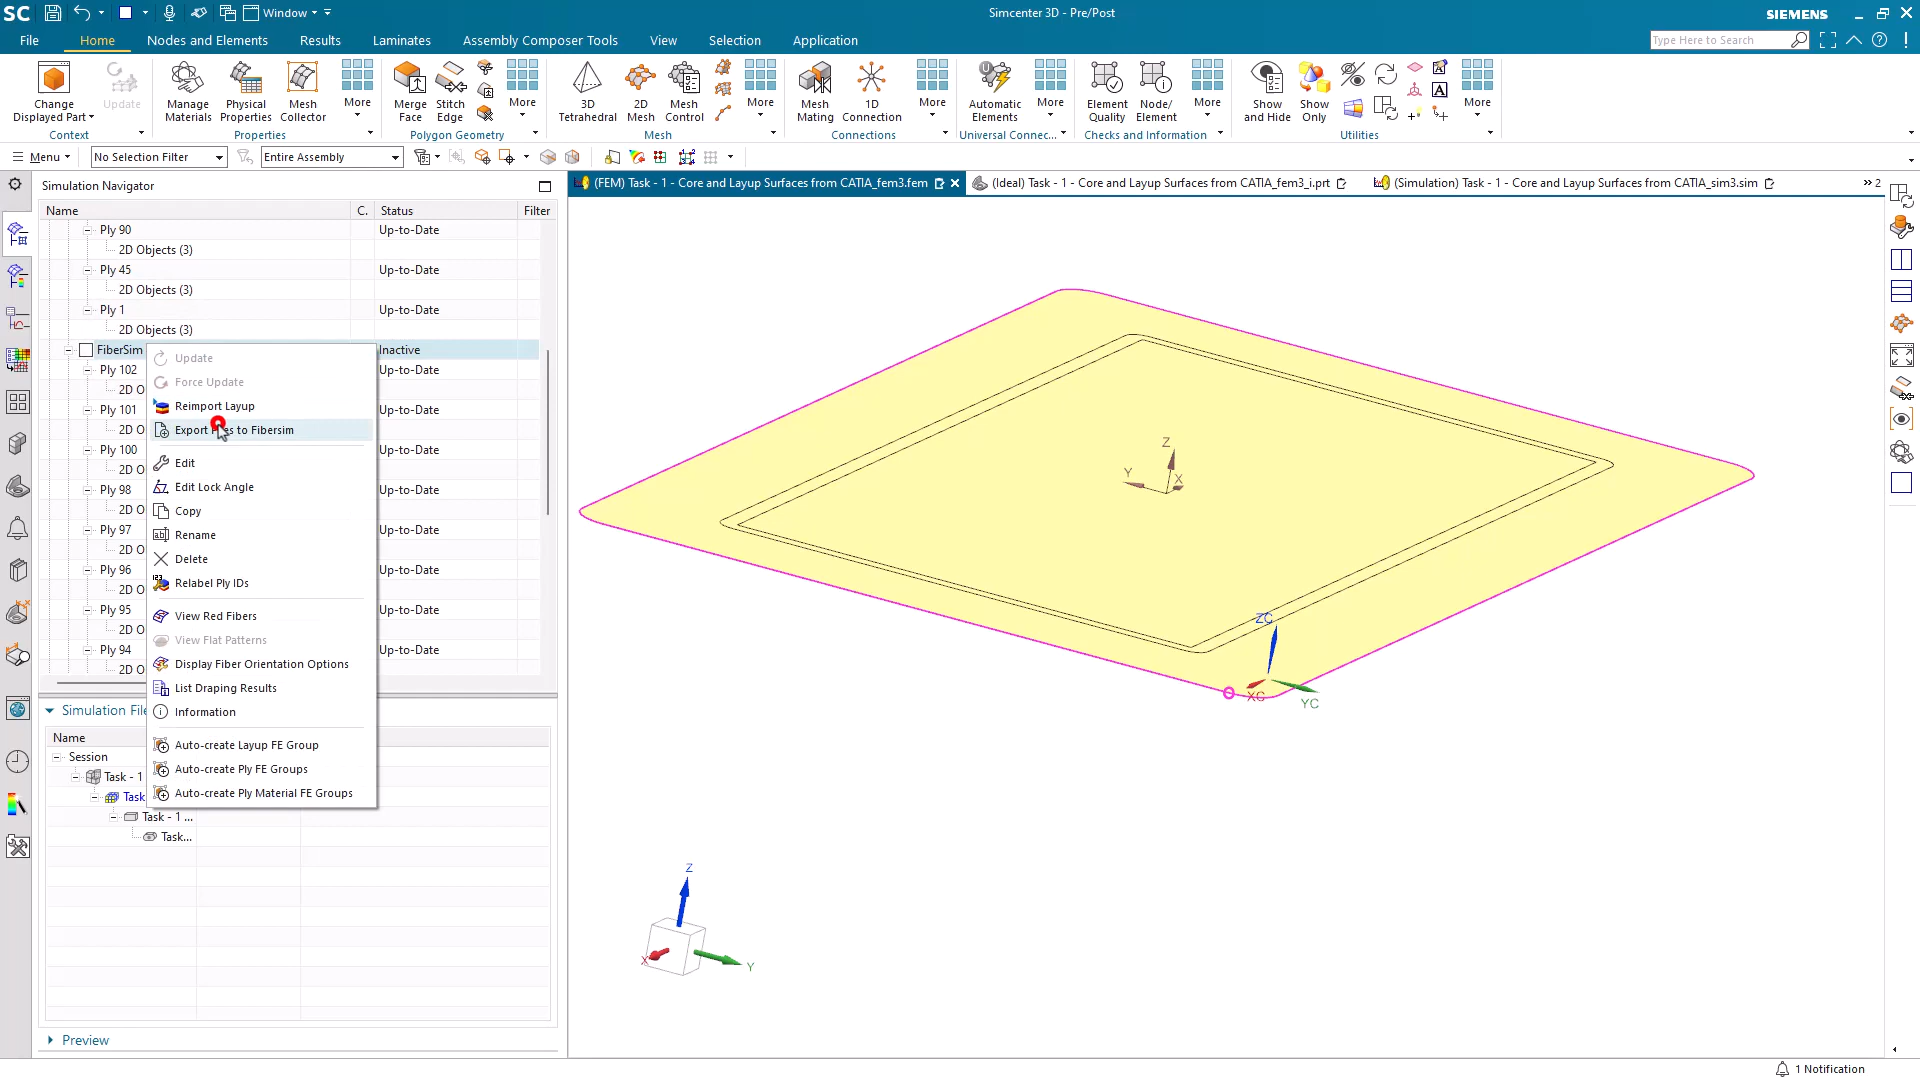 SC Window Simcenter 3D - Pre/Post SIEMENS
File Home Nodes and Elements Results Laminates Assembly Composer Tools View Selection Application Type Here to Search
Change Displayed Part
Update
Manage Materials
Physical Properties
Mesh Collector
More
Merge Face
Stitch Edge
More
3D Tetrahedral
2D Mesh
Mesh Control
More
Mesh Mating
1D Connection
More
Automatic Elements
More
Element Quality
Node/ Element
More
Show and Hide
Show Only
More
Context Properties Polygon Geometry Mesh Connections Universal Connec... Checks and Information Utilities
Menu No Selection Filter Entire Assembly
Simulation Navigator
(FEM) Task - 1 - Core and Layup Surfaces from CATIA_fem3.fem
(Ideal) Task - 1 - Core and Layup Surfaces from CATIA_fem3_i.prt
(Simulation) Task - 1 - Core and Layup Surfaces from CATIA_sim3.sim
2
Name C. Status Filter
Ply 90 Up-to-Date
2D Objects (3)
Ply 45 Up-to-Date
2D Objects (3)
Ply 1 Up-to-Date
2D Objects (3)
FiberSim Inactive
Ply 102 Up-to-Date
2D O
Ply 101 Up-to-Date
2D O
Ply 100 Up-to-Date
2D O
Ply 98 Up-to-Date
2D O
Ply 97 Up-to-Date
2D O
Ply 96 Up-to-Date
2D O
Ply 95 Up-to-Date
2D O
Ply 94 Up-to-Date
2D O
Update
Force Update
Reimport Layup
Export to Fibersim
Edit
Edit Lock Angle
Copy
Rename
Delete
Relabel Ply IDs
View Red Fibers
View Flat Patterns
Display Fiber Orientation Options
List Draping Results
Information
Auto-create Layup FE Group
Auto-create Ply FE Groups
Auto-create Ply Material FE Groups
Simulation File
Name
Session
Task - 1
Task
Task - 1 ...
Task...
Preview
Z
Y
X
ZC
XC
YC
Z
X
Y
1 Notification